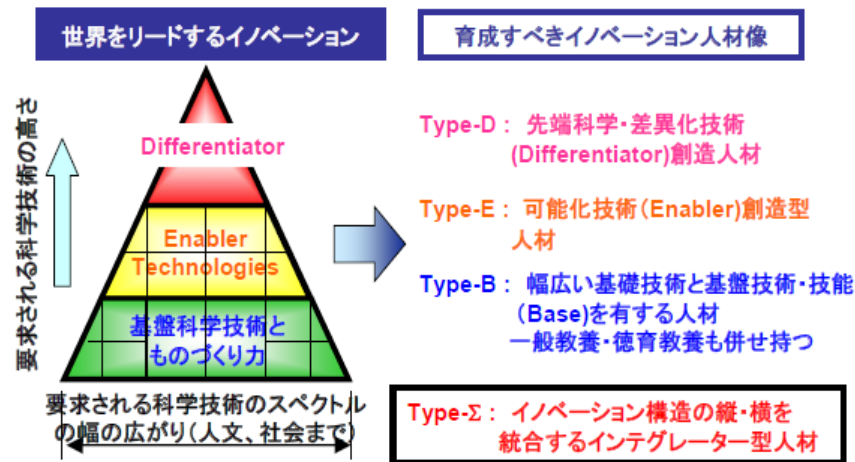 世界をリードするイノベーション
育成すべきイノベーション人材像
要求される科学技術の高さ
Differentiator
Enabler
Technologies
基盤科学技術と
ものづくり力
要求される科学技術のスペクトル
の幅の広がり(人文、社会まで)
Type-D： 先端科学・差異化技術
(Differentiator)創造人材
Type-E： 可能化技術(Enabler)創造型
人材
Type-B： 幅広い基礎技術と基盤技術・技能
(Base)を有する人材
一般教養・徳育教養も併せ持つ
Type-Σ： イノベーション構造の縦・横を
統合するインテグレーター型人材